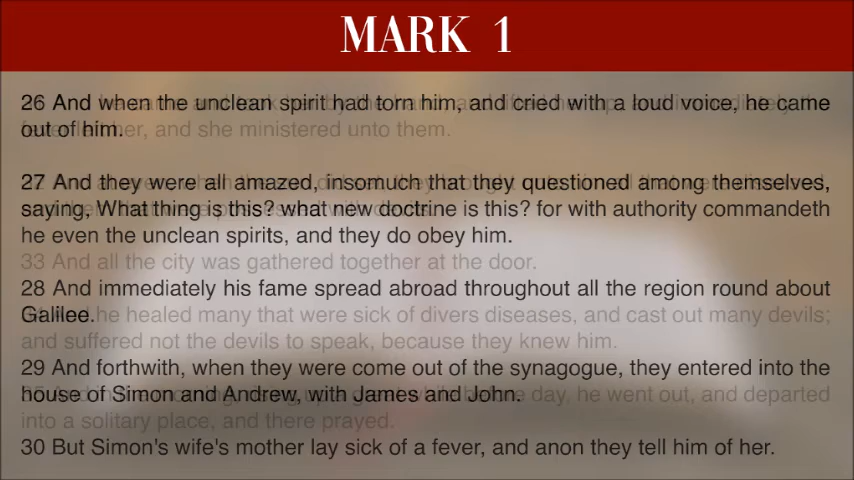 MARK 1
26 And when the unclean spirit had torn him, and cried with a loud voice, he came
out of him.
her, and she ministered unto them.
27 And they were all amazed, insomuch that they questioned among themselves,
saying, What thing is this? what new doctrine is this? for with authority commandeth
he even the unclean spirits, and they do obey him.
33 And all the city was gathered together at the door.
28 And immediately his fame spread abroad throughout all the region round about
Galilee.
he healed many that were sick of divers diseases, and cast out many devils;
and suffered not the devils to speak, because they knew him.
29 And forthwith, when they were come out of the synagogue, they entered into the
house of Simon and Andrew, with James and John.
day, he went out, and departed
into a solitary place, and there prayed.
30 But Simon's wife's mother lay sick of a fever, and anon they tell him of her.